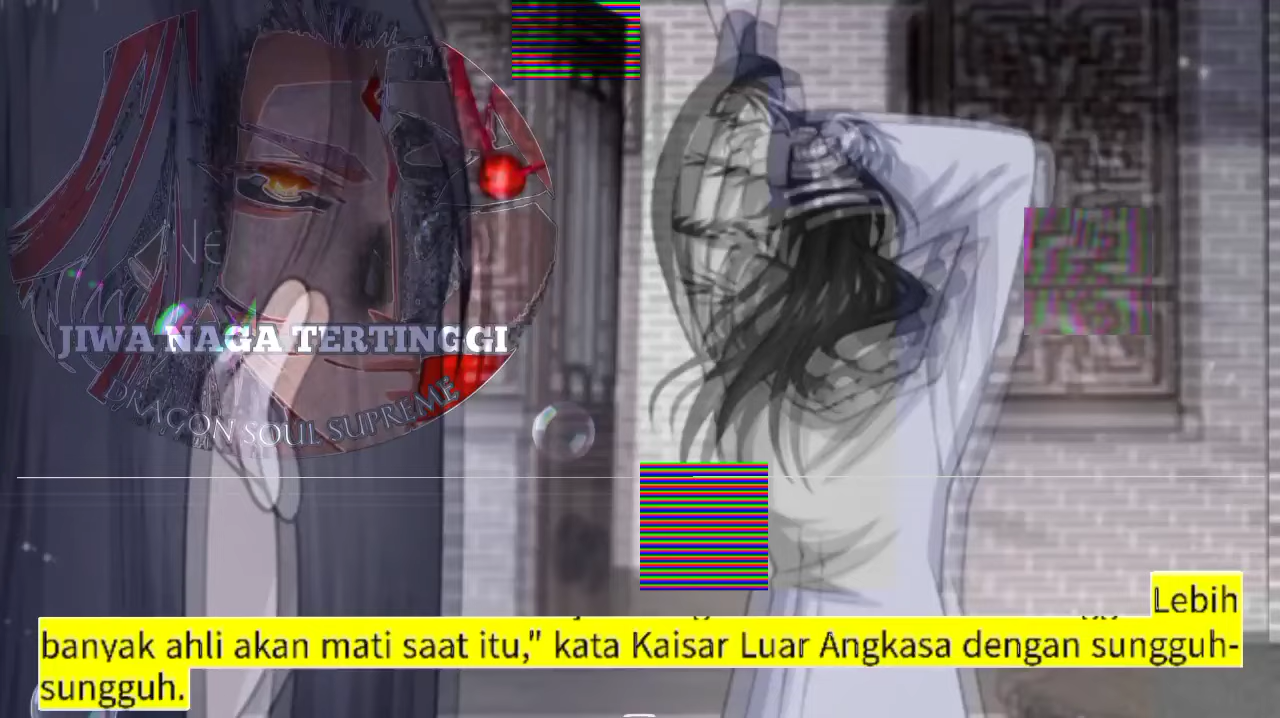 JIWA NAGA TERTINGGI
DRAGON SOUL SUPREME
Lebih
banyak ahli akan mati saat itu,” kata Kaisar Luar Angkasa dengan sungguh-
sungguh.